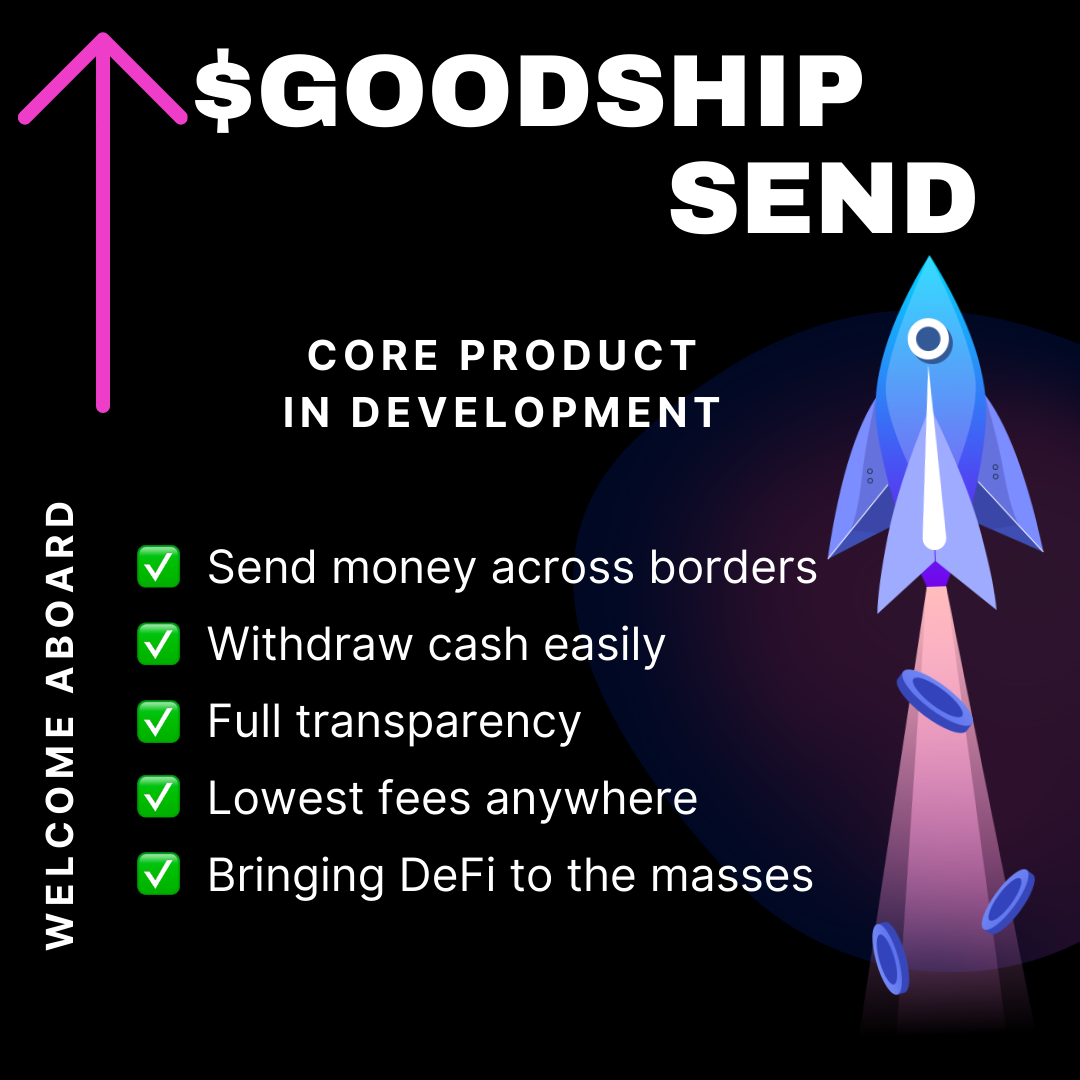 $GOODSHIP
SEND
CORE PRODUCT
IN DEVELOPMENT
WELCOME ABOARD
✅ Send money across borders
✅ Withdraw cash easily
✅ Full transparency
✅ Lowest fees anywhere
✅ Bringing DeFi to the masses